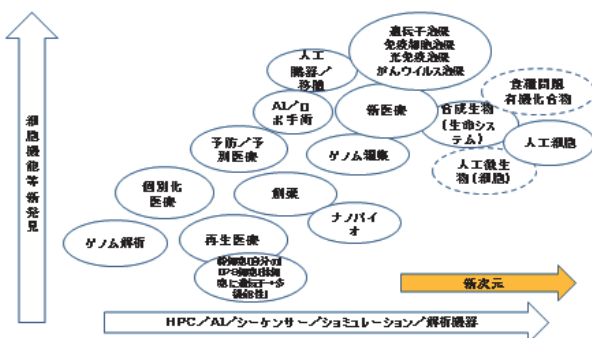 遺伝子治療
免疫細胞治療
光免疫治療
がんウイルス治療
人工
臓器／
移植
食糧問題
有機化合物
AI／ロ
ボ手術
新医療
合成生物
(生命シス
テム)
人工細胞
予防／予
別医療
ゲノム編集
人工微生
物(細胞)
個別化
医療
創薬
ナノバイ
オ
ゲノム解析
再生医療
細胞機能等新発見
新次元
HPC／AI／シーケンサー／ショミュレーション／解析機器